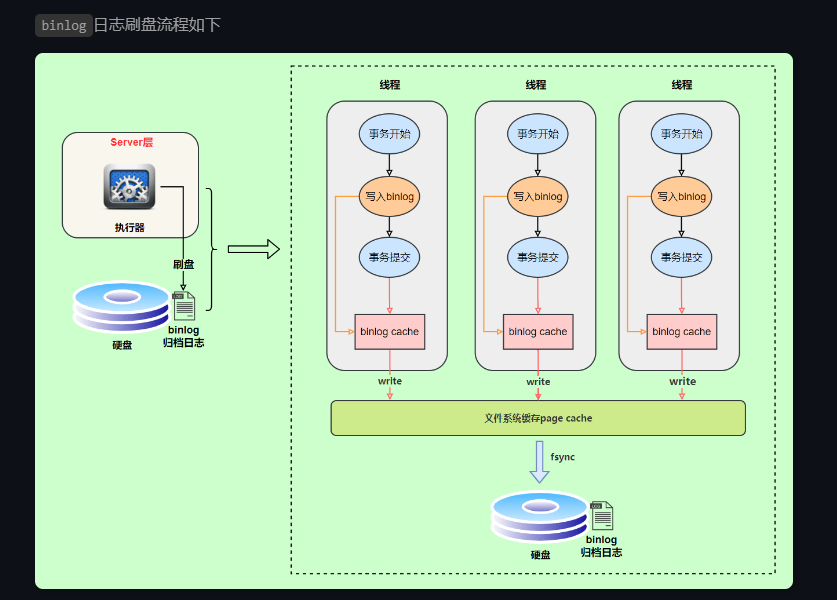 binlog日志刷盘流程如下
Server层
执行器
刷盘
硬盘
binlog
归档日志
线程
事务开始
写入binlog
事务提交
binlog cache
write
线程
事务开始
写入binlog
事务提交
binlog cache
write
线程
事务开始
写入binlog
事务提交
binlog cache
write
文件系统缓存page cache
fsync
硬盘
binlog
归档日志